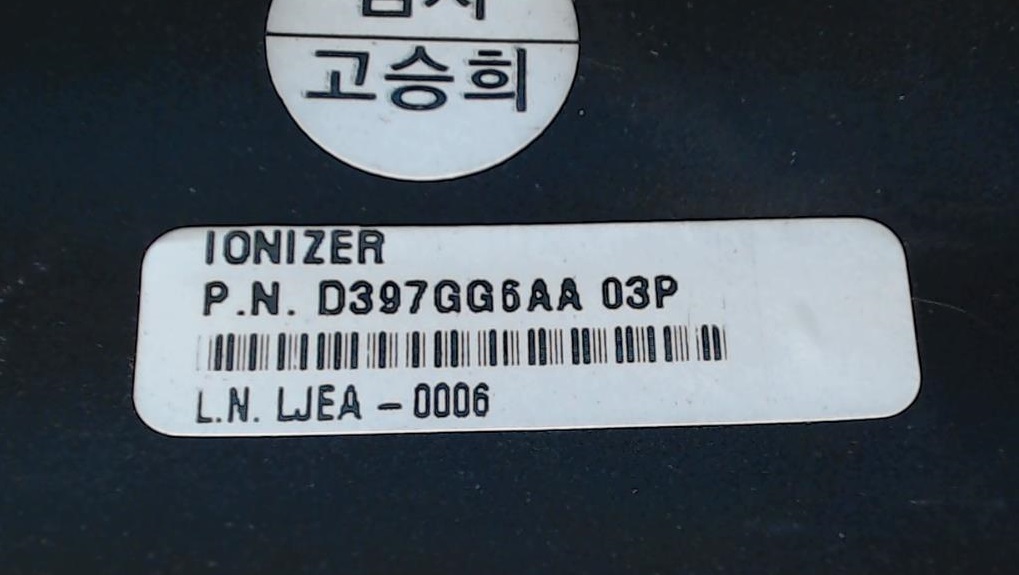 고승희
IONIZER
P.N. D397GG6AA 03P
L.N. LJEA - 0006